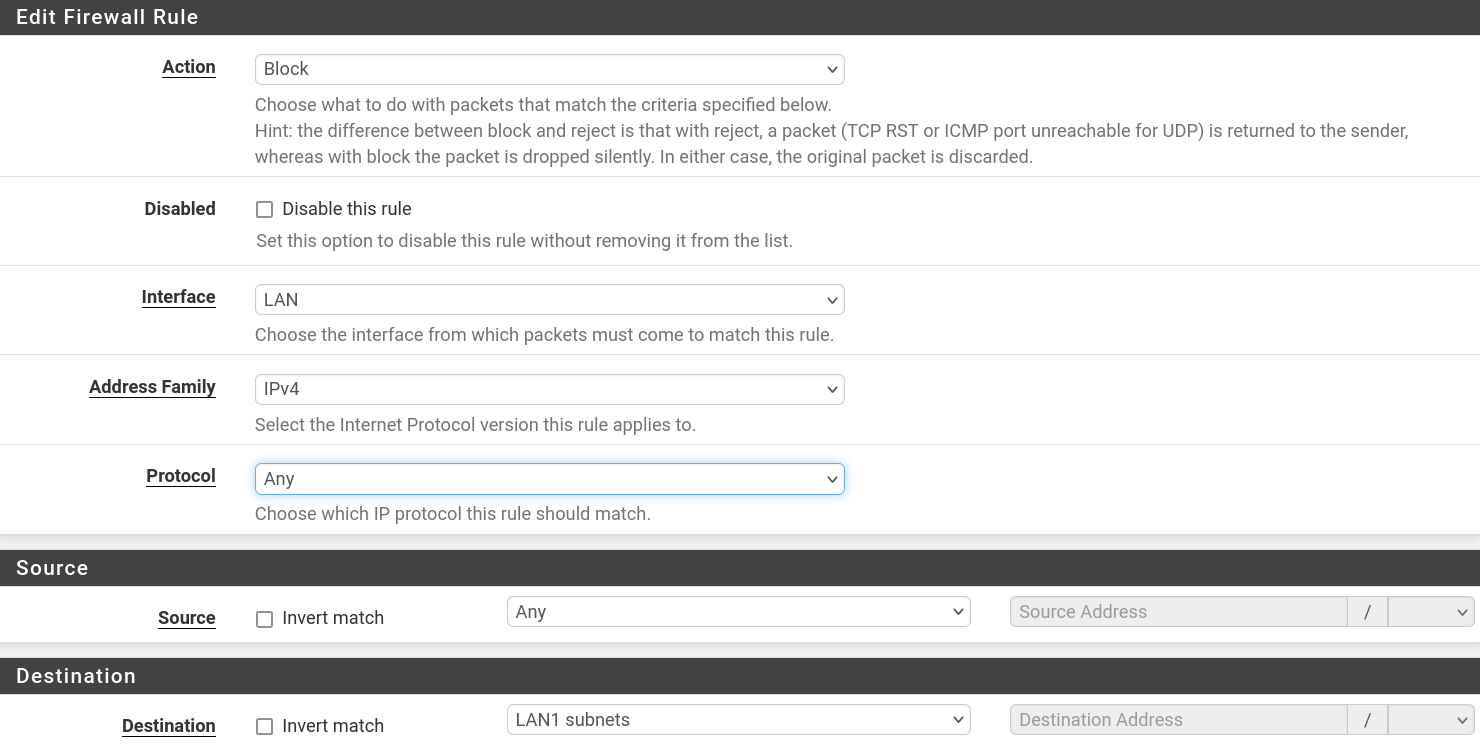 Edit Firewall Rule
Action
Block
Choose what to do with packets that match the criteria specified below.
Hint: the difference between block and reject is that with reject, a packet (TCP RST or ICMP port unreachable for UDP) is returned to the sender,
whereas with block the packet is dropped silently. In either case, the original packet is discarded.
Disabled
Disable this rule
Set this option to disable this rule without removing it from the list.
Interface
LAN
Choose the interface from which packets must come to match this rule.
Address Family
IPv4
Select the Internet Protocol version this rule applies to.
Protocol
Any
Choose which IP protocol this rule should match.
Source
Source
Invert match
Any
Source Address
/
Destination
Destination
Invert match
LAN1 subnets
Destination Address
/